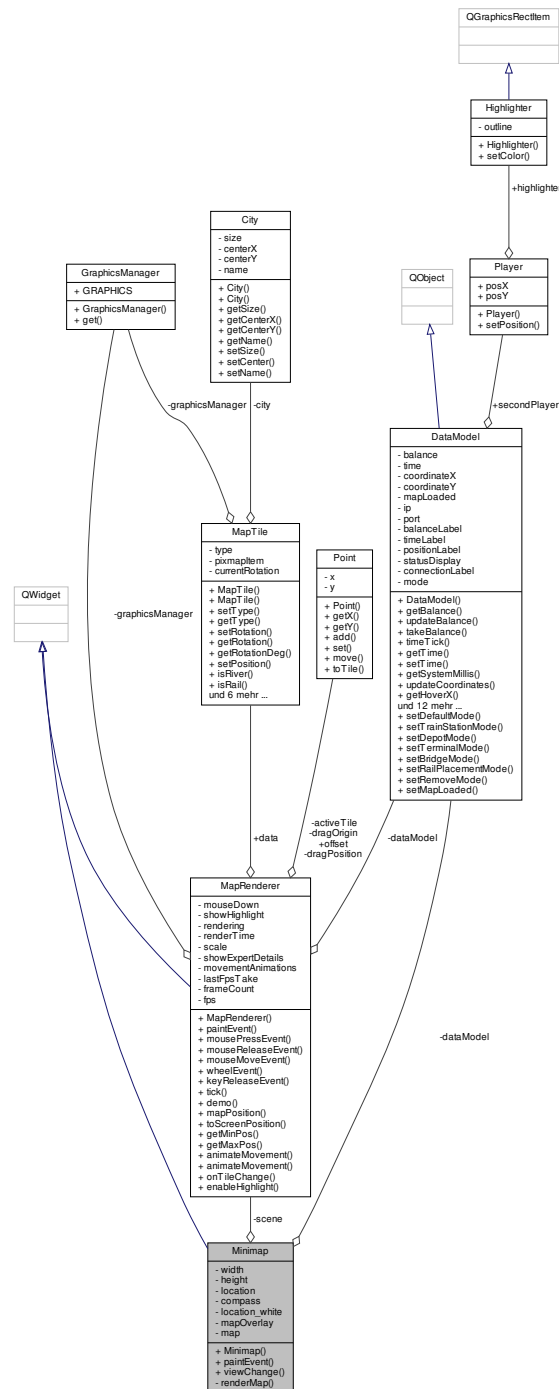 QGraphicsRectItem
Highlighter
- outline
+ Highlighter()
+ setColor()
+highlighter
City
- size
- centerX
- centerY
- name
+ City()
+ City()
+ getSize()
+ getCenterX()
+ getCenterY()
+ getName()
+ setSize()
+ setCenter()
+ setName()
GraphicsManager
+ GRAPHICS
+ GraphicsManager()
+ get()
QObject
Player
+ posX
+ posY
+ Player()
+ setPosition()
-graphicsManager
-city
+secondPlayer
DataModel
- balance
- time
- coordinateX
- coordinateY
- mapLoaded
- ip
- port
- balanceLabel
- timeLabel
- positionLabel
- statusDisplay
- connectionLabel
- mode
+ DataModel()
+ getBalance()
+ updateBalance()
+ takeBalance()
+ timeTick()
+ getTime()
+ setTime()
+ getSystemMillis()
+ updateCoordinates()
+ getHoverX()
und 12 mehr ...
+ setDefaultMode()
+ setTrainStationMode()
+ setDepotMode()
+ setTerminalMode()
+ setBridgeMode()
+ setRailPlacementMode()
+ setRemoveMode()
+ setMapLoaded()
MapTile
- type
- pixmapItem
- currentRotation
+ MapTile()
+ MapTile()
+ setType()
+ getType()
+ setRotation()
+ getRotation()
+ getRotationDeg()
+ setPosition()
+ isRiver()
+ isRail()
und 6 mehr ...
Point
- x
- y
+ Point()
+ getX()
+ getY()
+ add()
+ set()
+ move()
+ toTile()
QWidget
-graphicsManager
+data
-activeTile
-dragOrigin
+offset
-dragPosition
-dataModel
MapRenderer
- mouseDown
- showHighlight
- rendering
- renderTime
- scale
- showExpertDetails
- movementAnimations
- lastFpsTake
- frameCount
- fps
+ MapRenderer()
+ paintEvent()
+ mousePressEvent()
+ mouseReleaseEvent()
+ mouseMoveEvent()
+ wheelEvent()
+ keyReleaseEvent()
+ tick()
+ demo()
+ mapPosition()
+ toScreenPosition()
+ getMinPos()
+ getMaxPos()
+ animateMovement()
+ animateMovement()
+ onTileChange()
+ enableHighlight()
-dataModel
-scene
Minimap
- width
- height
- location
- compass
- location_white
- mapOverlay
- map
+ Minimap()
+ paintEvent()
+ viewChange()
- renderMap()